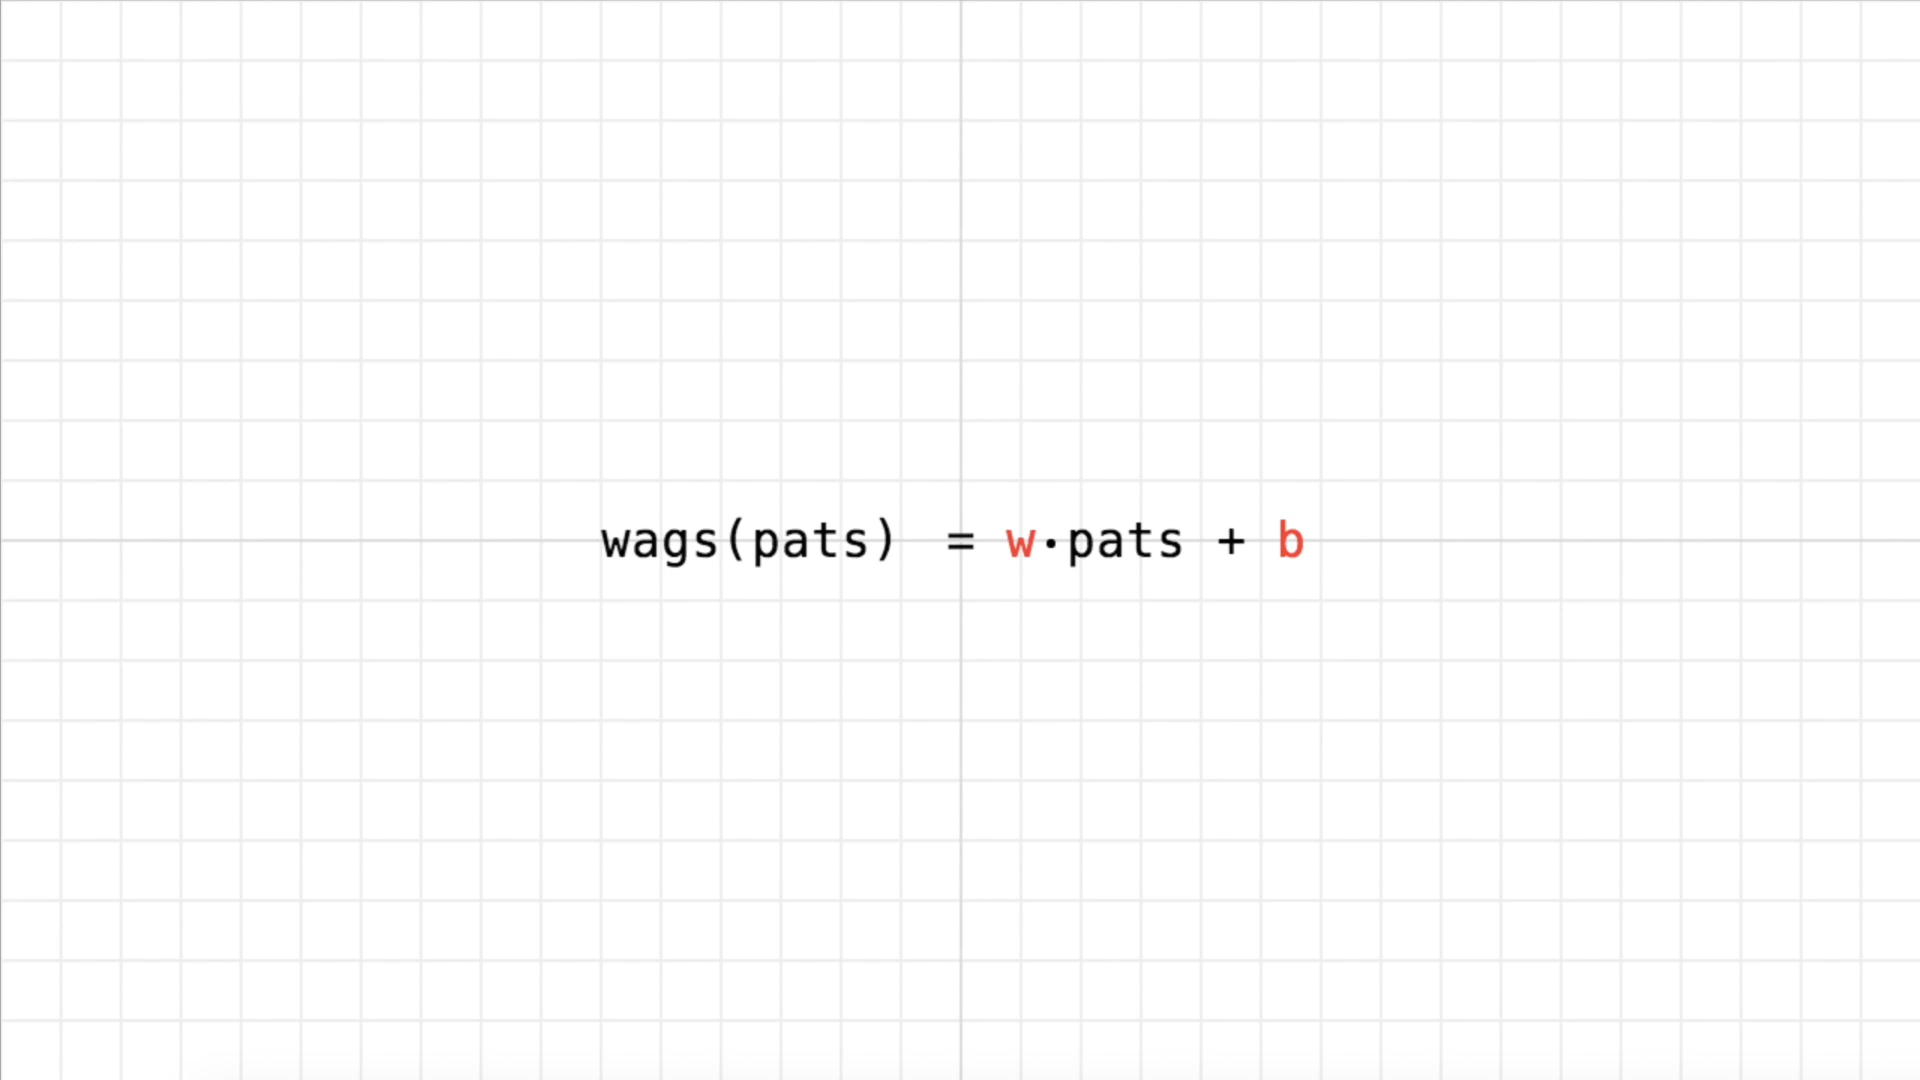 wags(pats) = w·pats + b